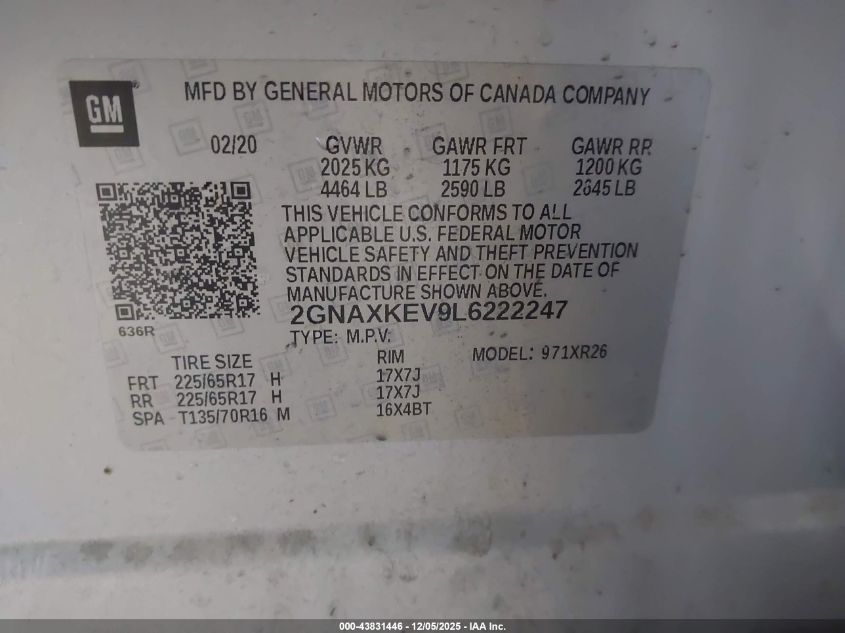 GM
MFD BY GENERAL MOTORS OF CANADA COMPANY
02/20 GVWR GAWR FRT GAWR RR
2025 KG 1175 KG 1200 KG
4464 LB 2590 LB 2645 LB
THIS VEHICLE CONFORMS TO ALL
APPLICABLE U.S. FEDERAL MOTOR
VEHICLE SAFETY AND THEFT PREVENTION
STANDARDS IN EFFECT ON THE DATE OF
MANUFACTURE SHOWN ABOVE.
2GNAXKEV9L6222247
636R
TYPE: M.P.V.
TIRE SIZE RIM MODEL: 971XR26
FRT 225/65R17 H 17X7J
RR 225/65R17 H 17X7J
SPA T135/70R16 M 16X4BT
000-43831446 - 12/05/2025 - IAA Inc.